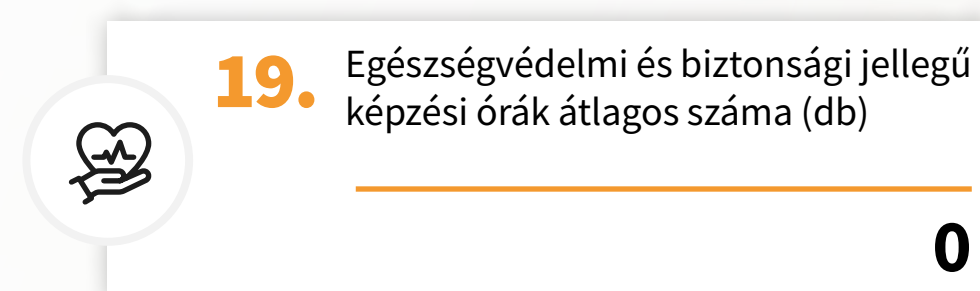 19.
Egészségvédelmi és biztonsági jellegű
képzési órák átlagos száma (db)
0